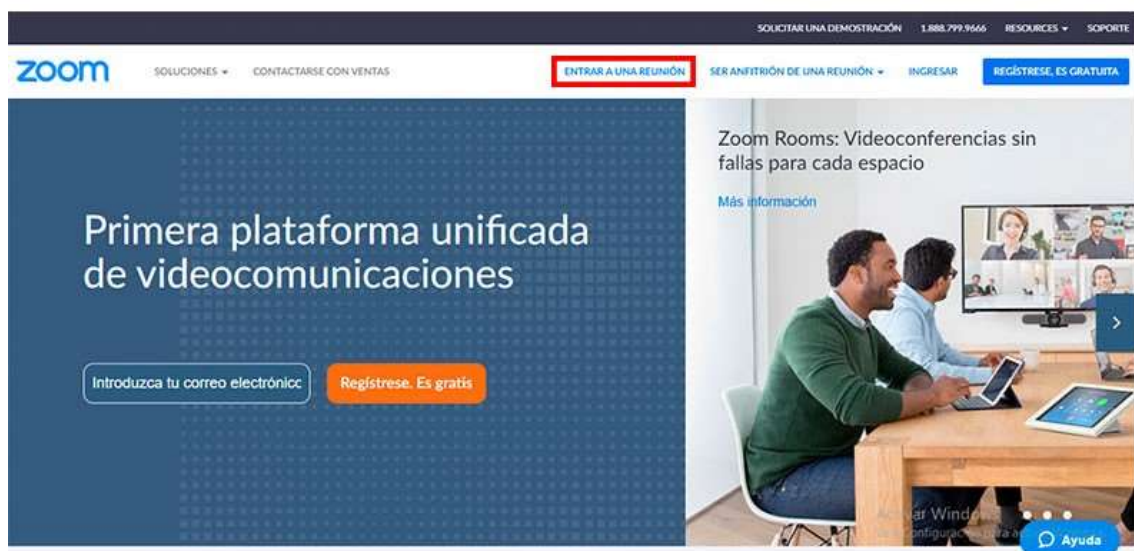 SOLICITAR UNA DEMOSTRACIÓN 1.888.799.9666 RESOURCES SOPORTE
zoom SOLUCIONES CONTACTARSE CON VENTAS ENTRAR A UNA REUNIÓN SER ANFITRIÓN DE UNA REUNIÓN INGRESAR REGÍSTRESE, ES GRATUITA
Zoom Rooms: Videoconferencias sin
fallas para cada espacio
Más información
Primera plataforma unificada
de videocomunicaciones
Introduzca tu correo electrónicc Regístrese. Es gratis
Ayuda